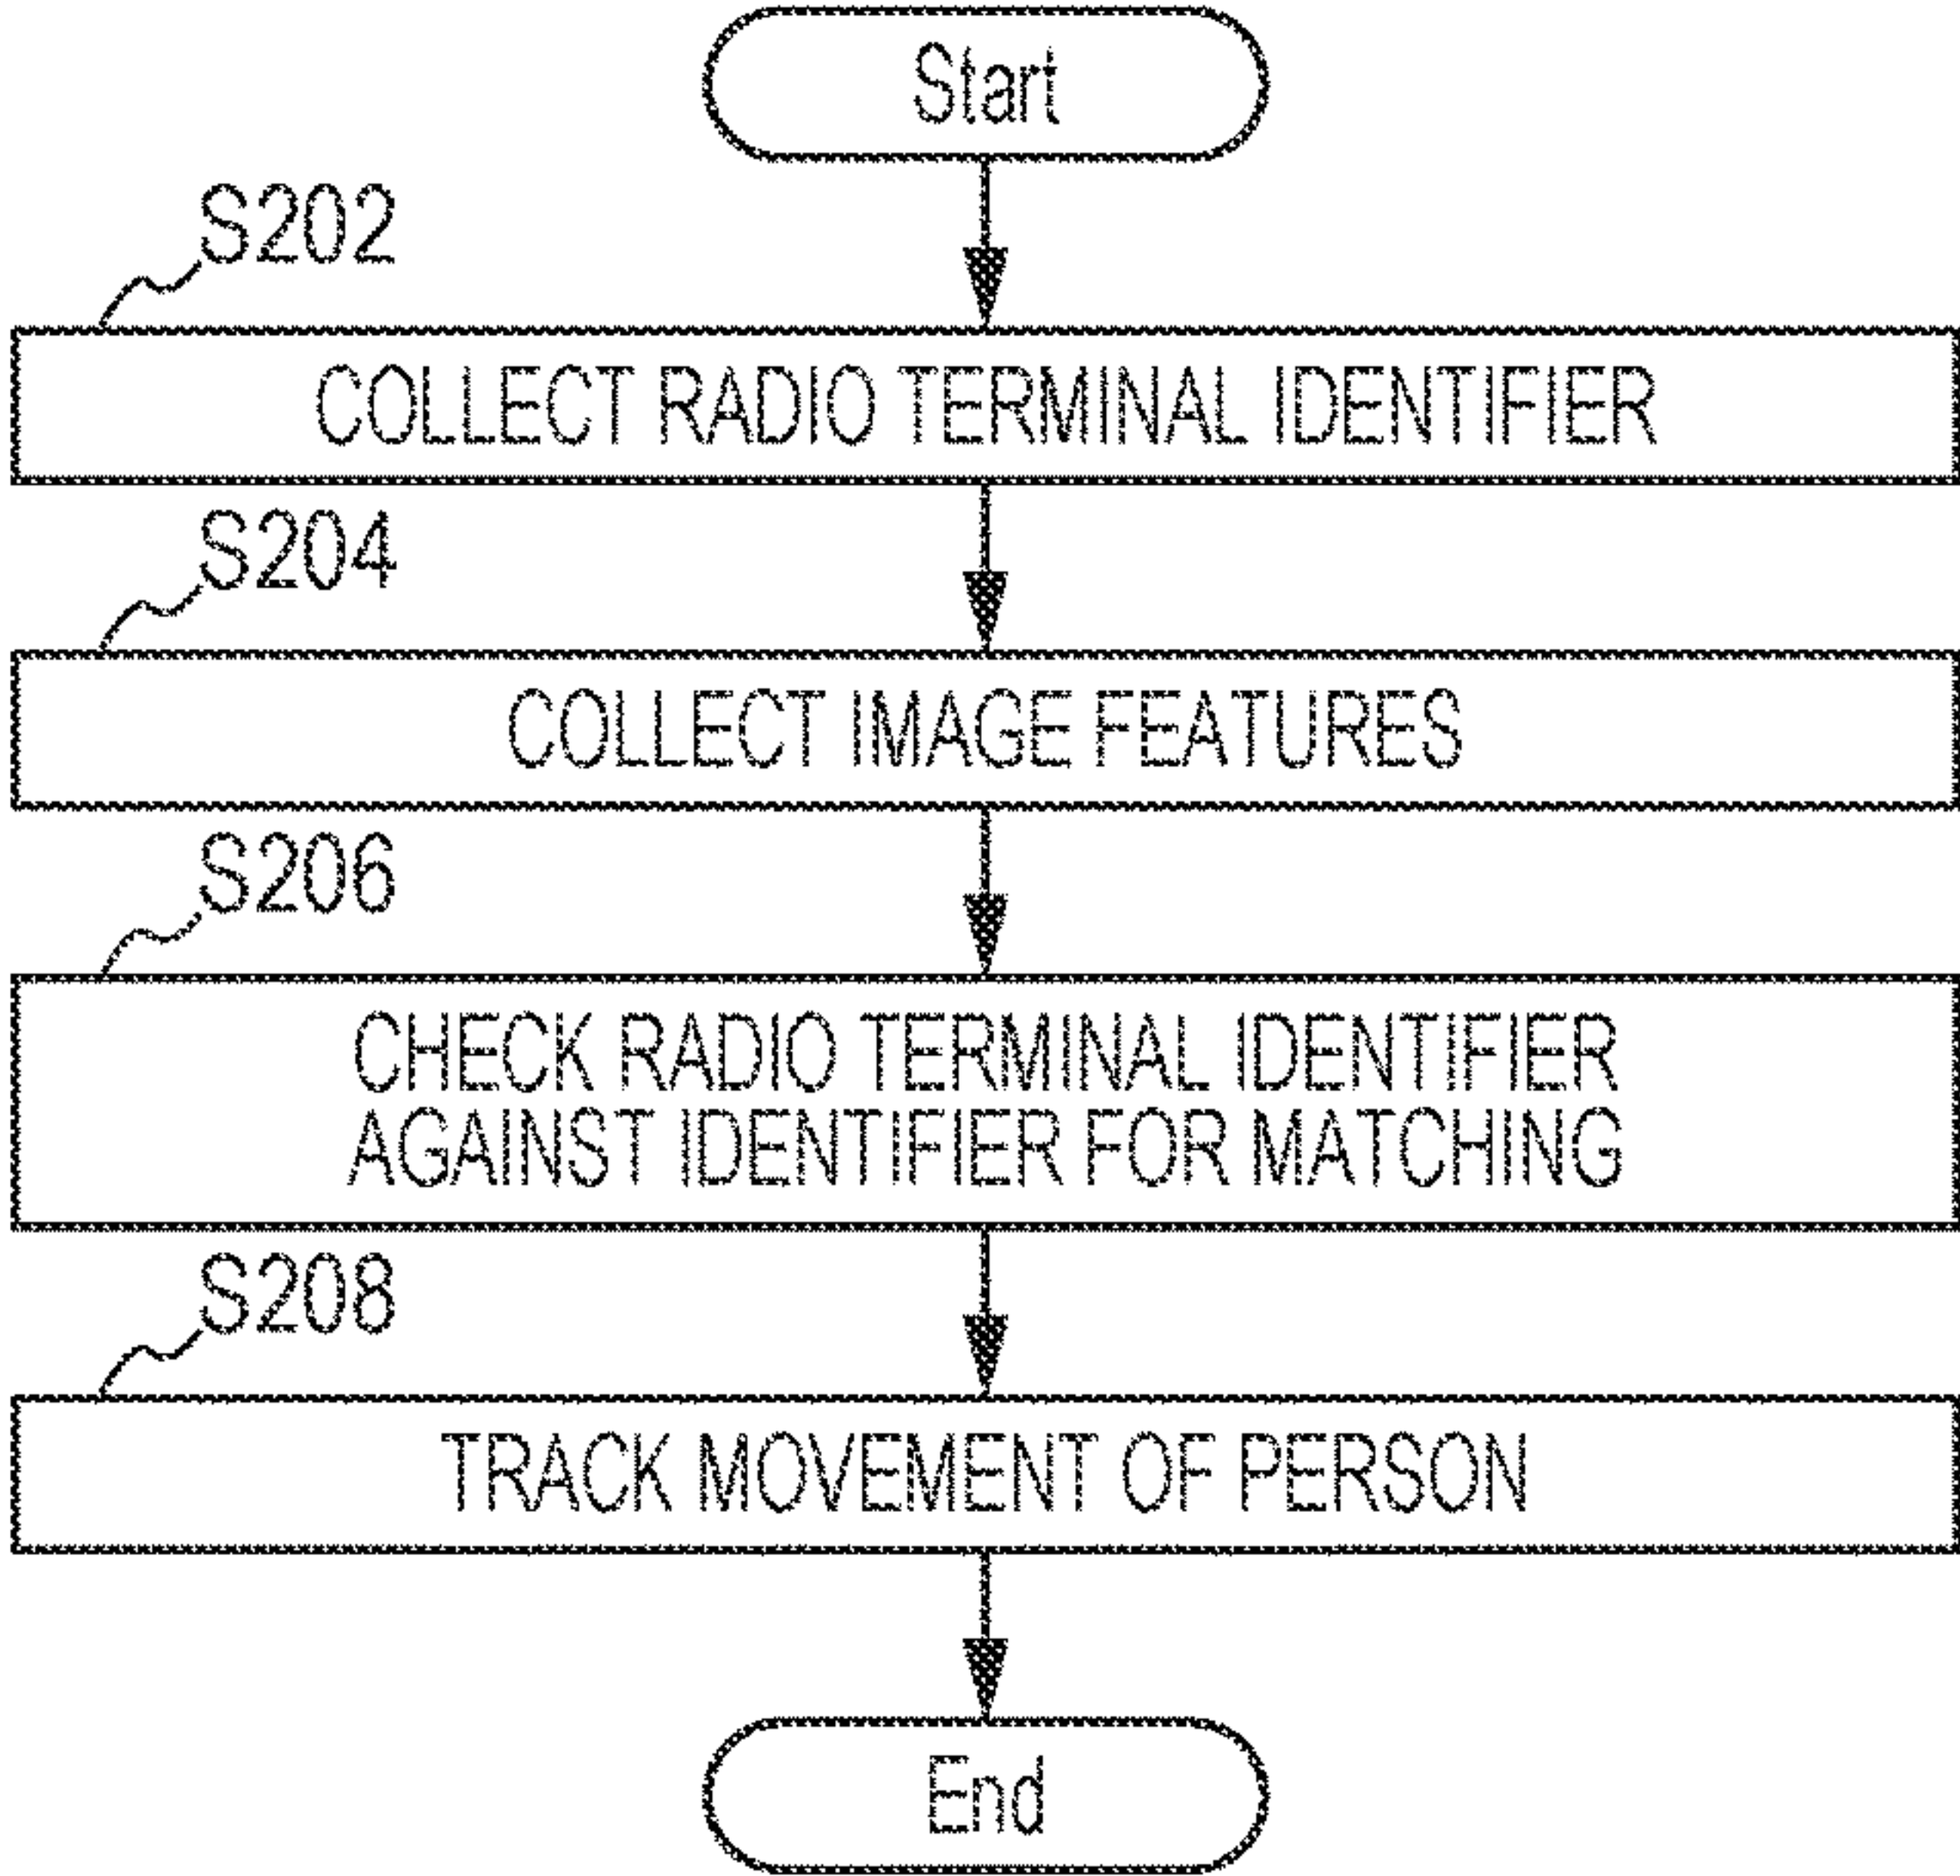 Start
S202
COLLECT RADIO TERMINAL IDENTIFIER
S204
COLLECT IMAGE FEATURES
S206
CHECK RADIO TERMINAL IDENTIFIER
AGAINST IDENTIFIER FOR MATCHING
S208
TRACK MOVEMENT OF PERSON
End